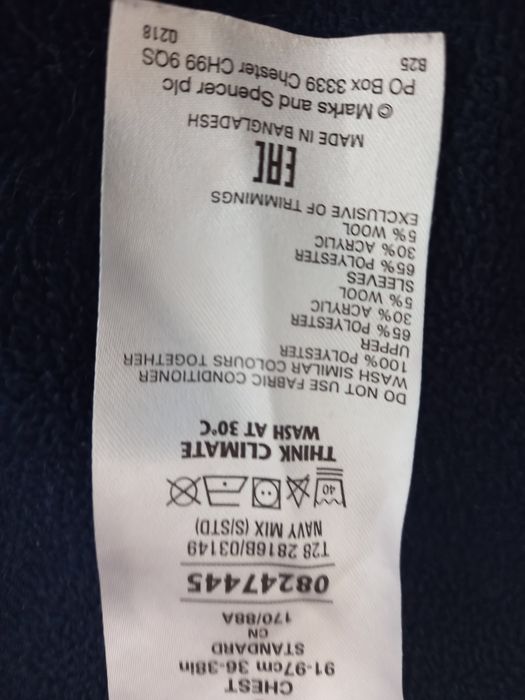 CHEST
91-97cm 36-38in
STANDARD
CN
170/88A
08247445
T28 2816B/03149
NAVY MIX (S/STD)
40
THINK CLIMATE
WASH AT 30°C
DO NOT USE FABRIC CONDITIONER
WASH SIMILAR COLOURS TOGETHER
100% POLYESTER
UPPER
65% POLYESTER
30% ACRYLIC
5% WOOL
SLEEVES
65% POLYESTER
30% ACRYLIC
5% WOOL
EXCLUSIVE OF TRIMMINGS
EAC
MADE IN BANGLADESH
© Marks and Spencer plc
PO Box 3339 Chester CH99 9QS
B25 0218